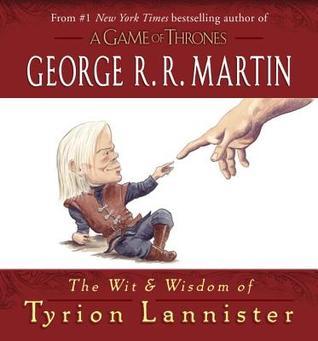 From #1 New York Times bestselling author of
A GAME OF THRONES
GEORGE R. R. MARTIN
The Wit & Wisdom of
Tyrion Lannister